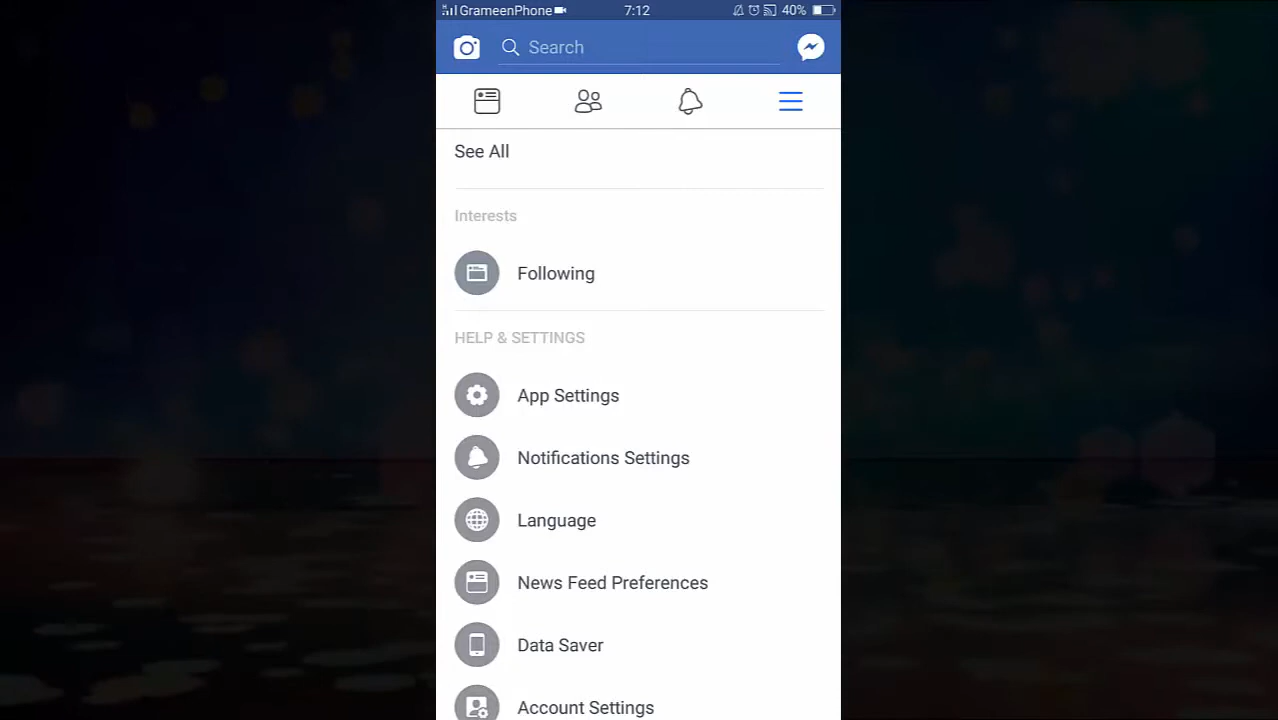 GrameenPhone 7:12 40%
Search
See All
Interests
Following
HELP & SETTINGS
App Settings
Notifications Settings
Language
News Feed Preferences
Data Saver
Account Settings